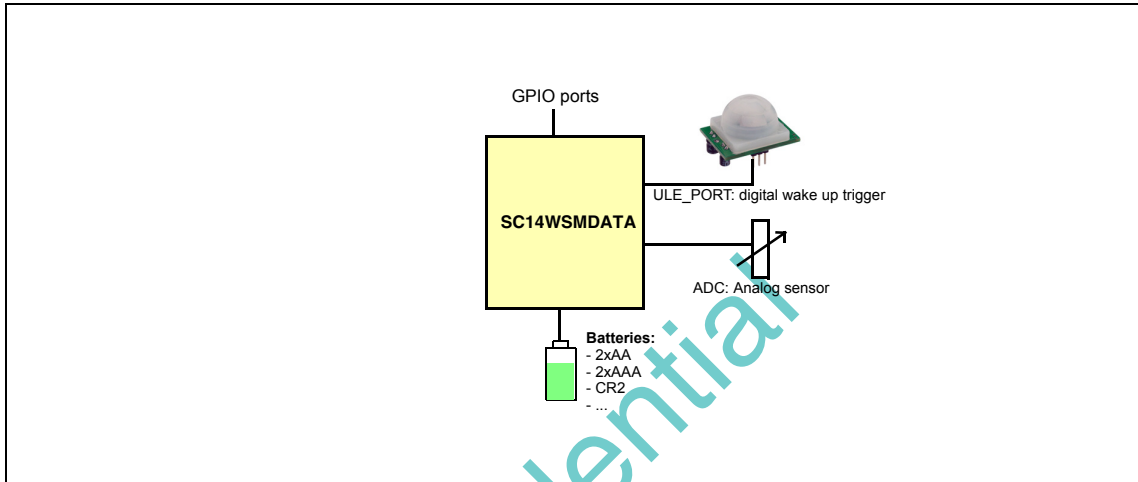 GPIO ports
SC14WSMDATA
ULE_PORT: digital wake up trigger
ADC: Analog sensor
Batteries:
- 2xAA
- 2xAAA
- CR2
- ...